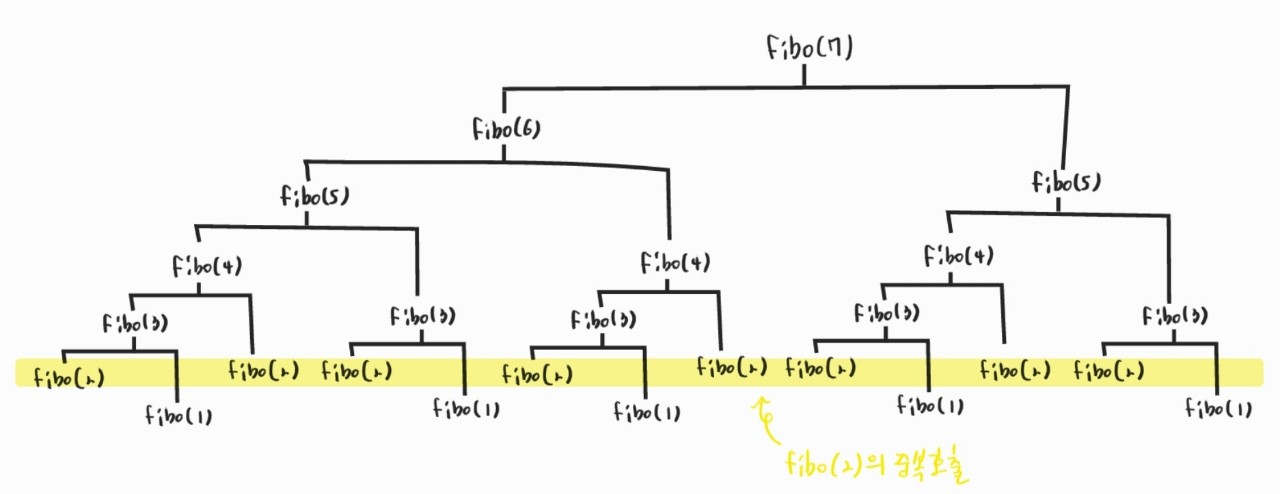 fibo(7)
fibo(6)
fibo(5) fibo(5)
fibo(4) fibo(4) fibo(4)
fibo(3) fibo(3) fibo(3) fibo(3) fibo(3)
fibo(2) fibo(2) fibo(2) fibo(2) fibo(2) fibo(2) fibo(2) fibo(2)
fibo(1) fibo(1) fibo(1) fibo(1) fibo(1)
fibo(2)의 중복호출